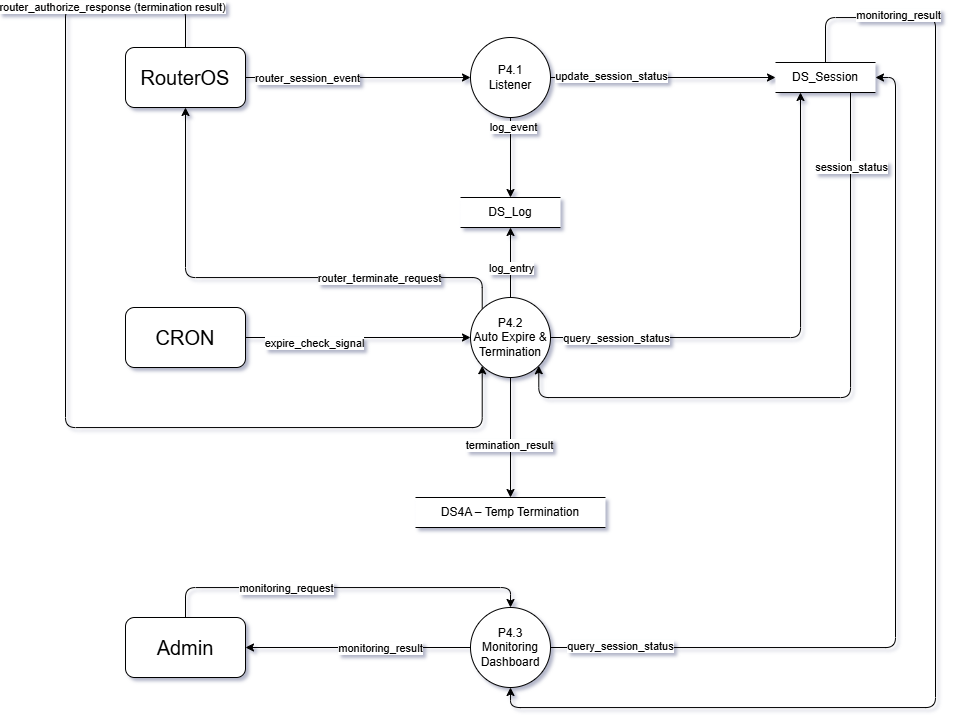 router_authorize_response (termination result)
monitoring_result
RouterOS
router_session_event
P4.1
Listener
update_session_status
DS_Session
log_event
session_status
DS_Log
log_entry
router_terminate_request
CRON
expire_check_signal
P4.2
Auto Expire &
Termination
query_session_status
termination_result
DS4A – Temp Termination
monitoring_request
Admin
monitoring_result
P4.3
Monitoring
Dashboard
query_session_status